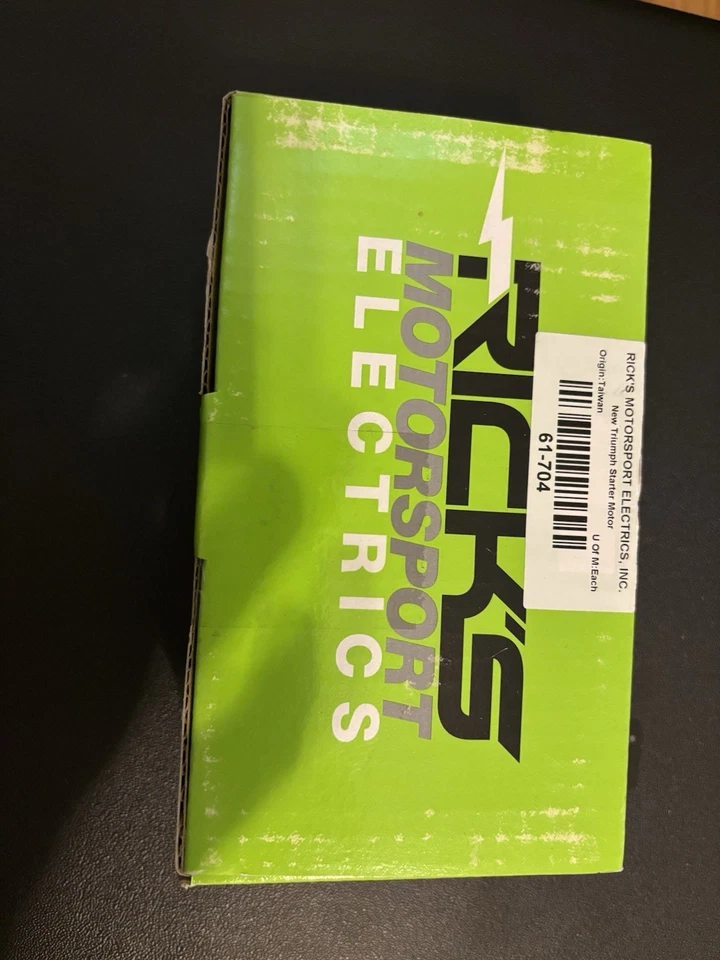 RICK'S MOTORSPORT ELECTRICS, INC.
New Triumph Starter Motor
Origin:Taiwan
U Of M:Each
61-704
RICK'S
MOTORSPORT
ELECTRICS